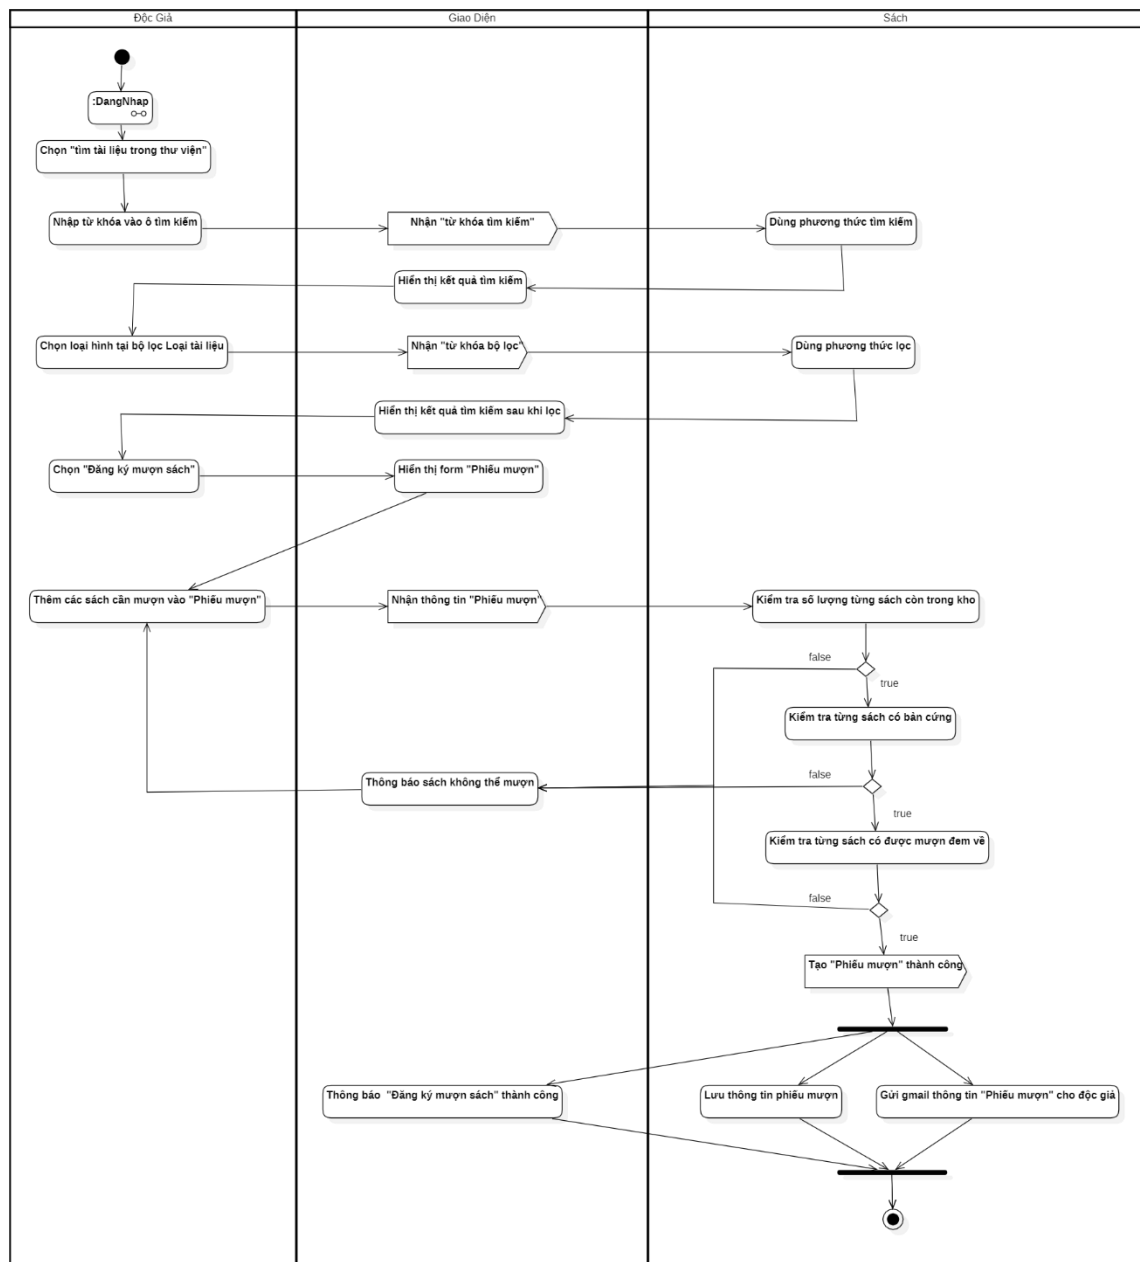 Độc Giả
Giao Diện
Sách
:DangNhap
Chọn "tìm tài liệu trong thư viện"
Nhập từ khóa vào ô tìm kiếm
Nhận "từ khóa tìm kiếm"
Dùng phương thức tìm kiếm
Hiển thị kết quả tìm kiếm
Chọn loại hình tại bộ lọc Loại tài liệu
Nhận "từ khóa bộ lọc"
Dùng phương thức lọc
Hiển thị kết quả tìm kiếm sau khi lọc
Chọn "Đăng ký mượn sách"
Hiển thị form "Phiếu mượn"
Thêm các sách cần mượn vào "Phiếu mượn"
Nhận thông tin "Phiếu mượn"
Kiểm tra số lượng từng sách còn trong kho
false
true
Kiểm tra từng sách có bản cứng
Thông báo sách không thể mượn
false
true
Kiểm tra từng sách có được mượn đem về
false
true
Tạo "Phiếu mượn" thành công
Thông báo  "Đăng ký mượn sách" thành công
Lưu thông tin phiếu mượn
Gửi gmail thông tin "Phiếu mượn" cho độc giả